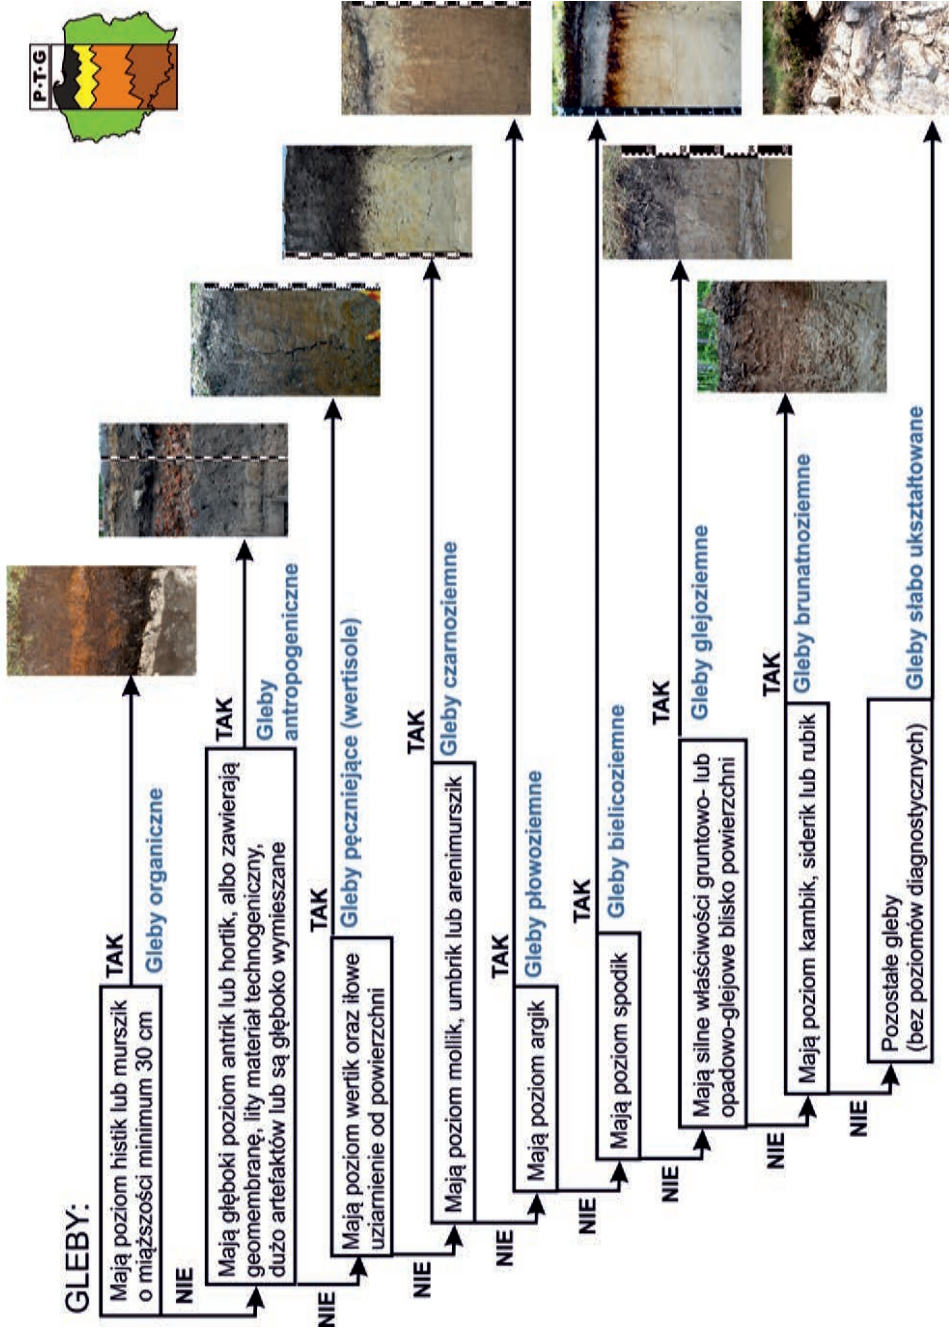 P·T·G
GLEBY:
Mają poziom histik lub murszik
o miąższości minimum 30 cm
TAK
Gleby organiczne
NIE
Mają głęboki poziom antrik lub hortik, albo zawierają
geomembranę, lity materiał technogeniczny,
dużo artefaktów lub są głęboko wymieszane
TAK
Gleby
antropogeniczne
NIE
Mają poziom wertik oraz iłowe
uziarnienie od powierzchni
TAK
Gleby pęczniejące (wertisole)
NIE
Mają poziom mollik, umbrik lub arenimurszik
TAK
Gleby czarnoziemne
NIE
Mają poziom argik
TAK
Gleby płowoziemne
NIE
Mają poziom spodik
TAK
Gleby bielicoziemne
NIE
Mają silne właściwości gruntowo- lub
opadowo-glejowe blisko powierzchni
TAK
Gleby glejoziemne
NIE
Mają poziom kambik, siderik lub rubik
TAK
Gleby brunatnoziemne
NIE
Pozostałe gleby
(bez poziomów diagnostycznych)
Gleby słabo ukształtowane